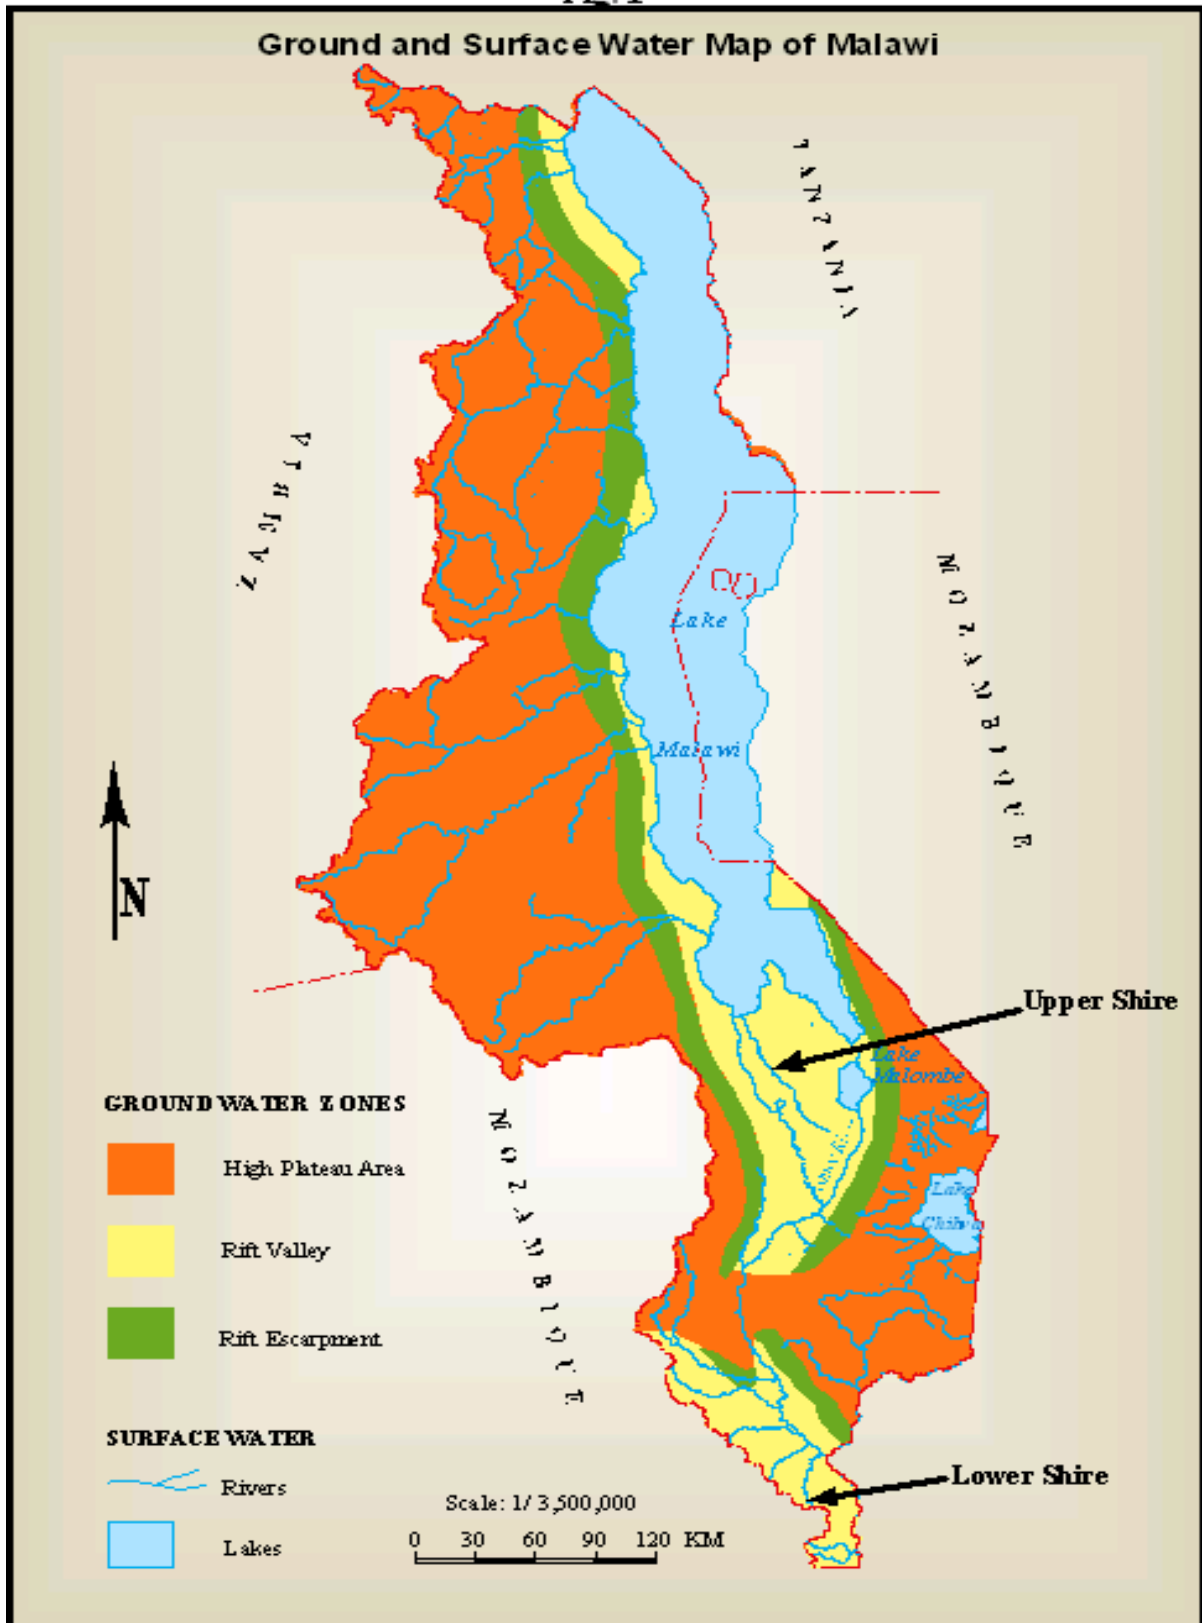 Ground and Surface Water Map of Malawi
TANZANIA
ZAMBIA
MOZAMBIQUE
Lake
Malawi
N
Upper Shire
Lake
Malombe
GROUND WATER ZONES
High Plateau Area
MOZAMBIQUE
Lake
Chilwa
Rift Valley
Rift Escarpment
SURFACE WATER
Rivers
Lower Shire
Scale: 1/ 3,500,000
0 30 60 90 120 KM
Lakes